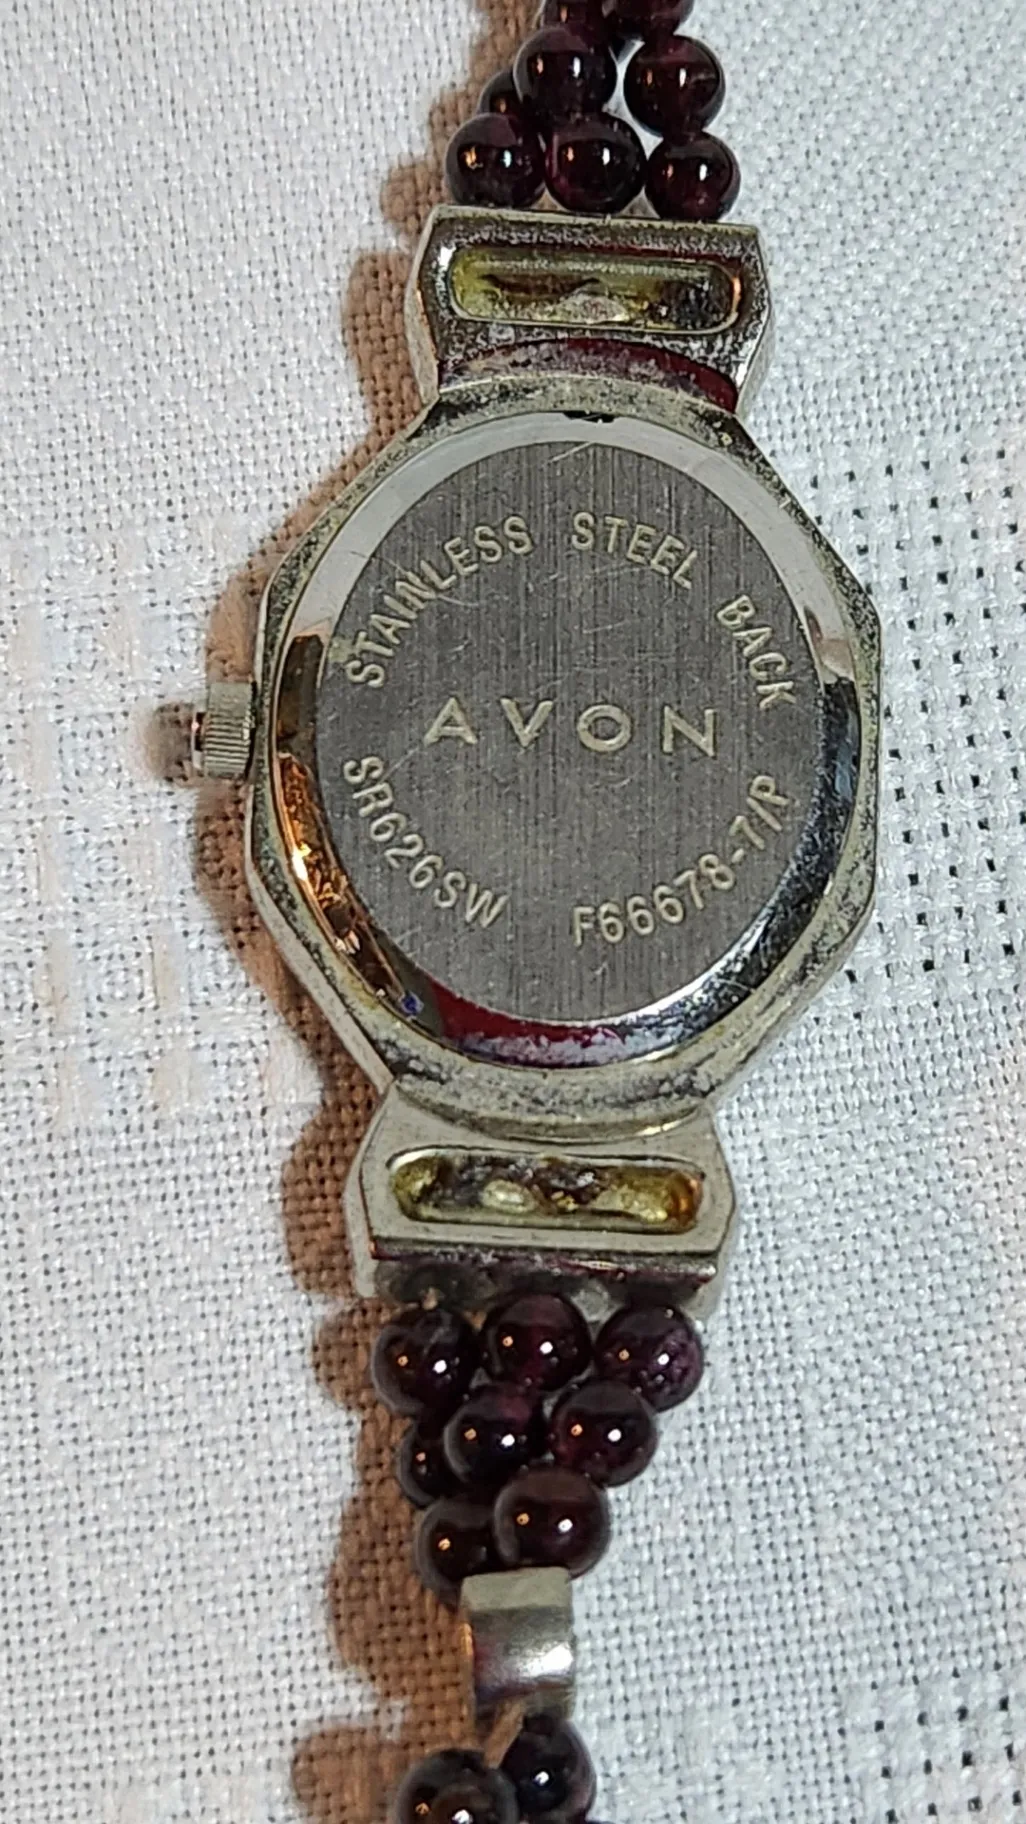 STAINLESS STEEL BACK
AVON
SR626SW
F66678-7/P